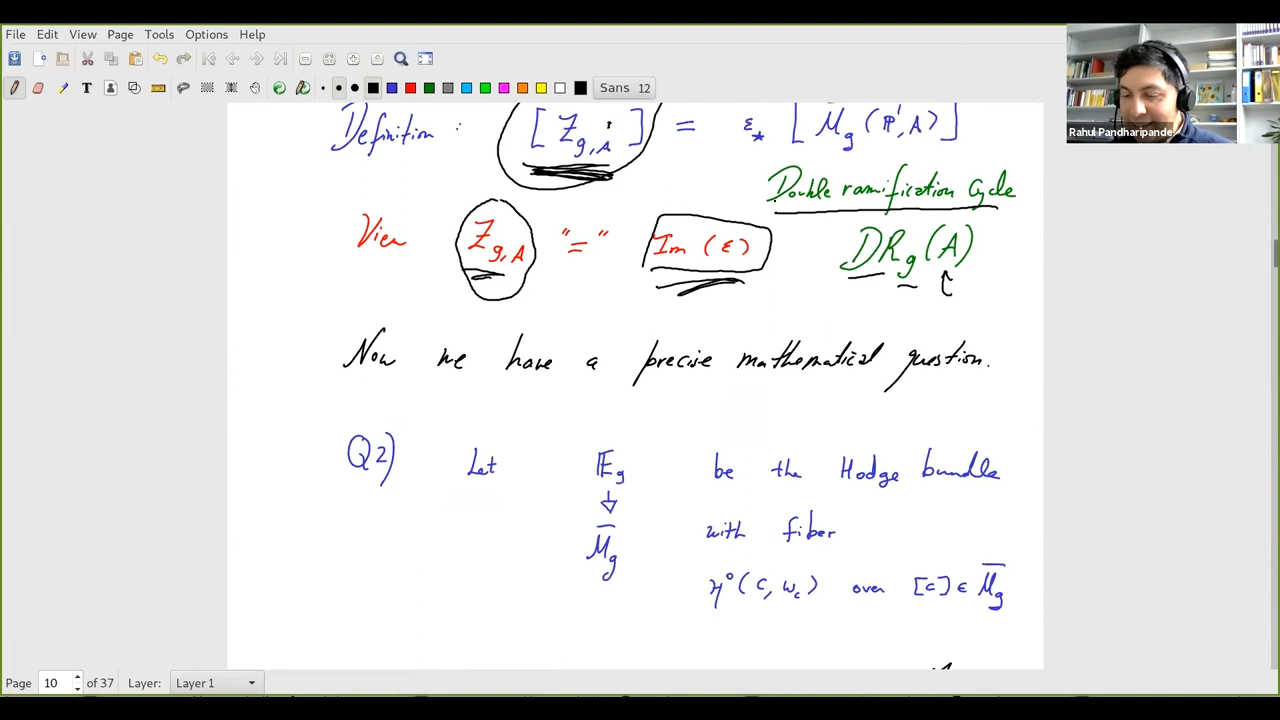 File Edit View Page Tools Options Help
Sans 12
Rahul Pandharipande
Definition : [ Z_{g,A} ] = ε_* [ M_g (P^1, A) ]
Double ramification Cycle
View Z_{g,A} "=" Im (ε) DR_g (A)
Now we have a precise mathematical question.
Q2) Let 𝔼_g be the Hodge bundle
↓ with fiber
M̅_g H^0 (C, ω_c) over [C] ∈ M̅_g
Page 10 of 37 Layer: Layer 1